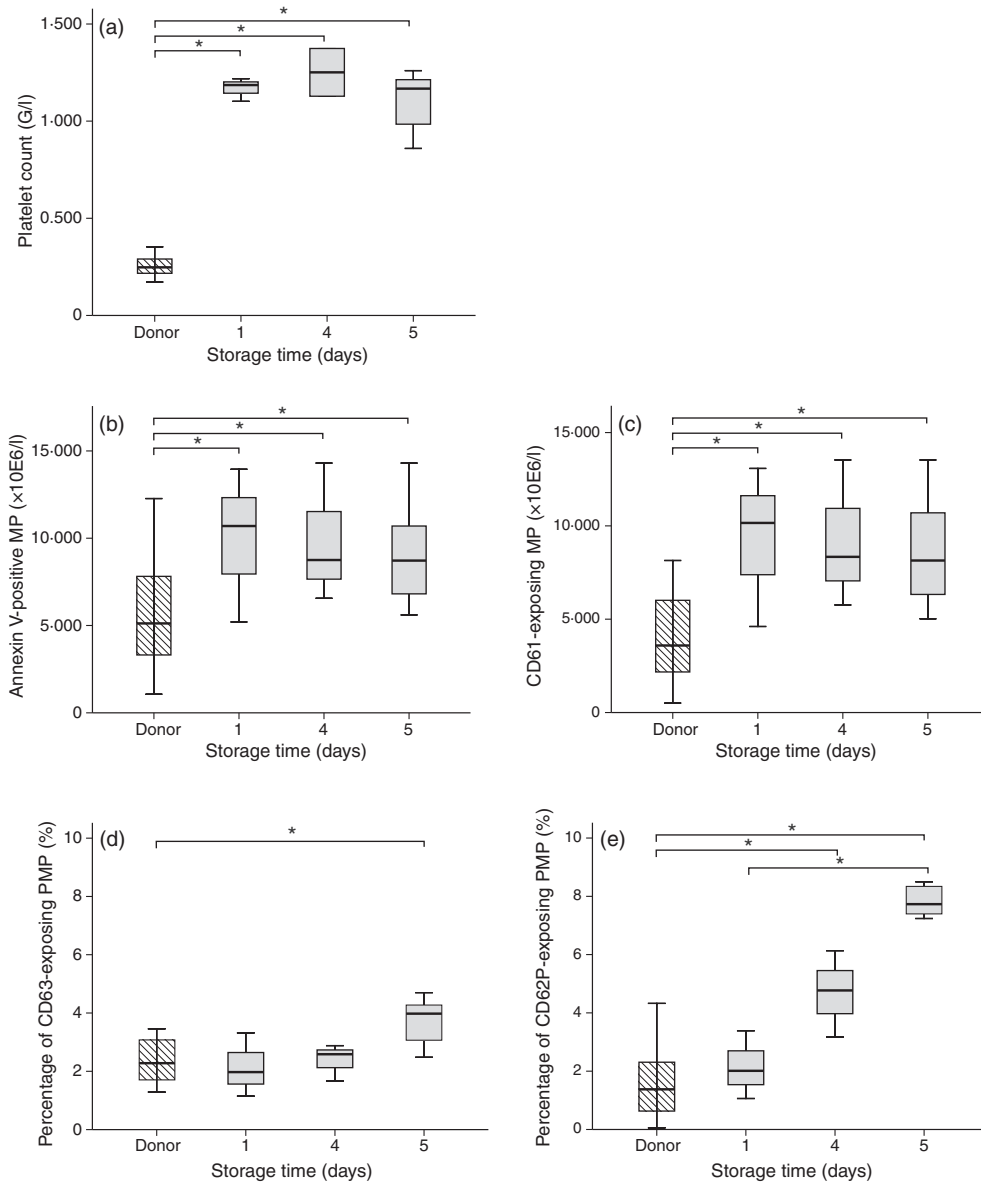 (a)
*
*
*
1·500
1·000
0·500
0
Platelet count (G/l)
Donor 1 4 5
Storage time (days)
(b)
*
*
*
15·000
10·000
5·000
0
Annexin V-positive MP (×10E6/l)
Donor 1 4 5
Storage time (days)
(c)
*
*
*
15·000
10·000
5·000
0
CD61-exposing MP (×10E6/l)
Donor 1 4 5
Storage time (days)
(d)
*
10
8
6
4
2
0
Percentage of CD63-exposing PMP (%)
Donor 1 4 5
Storage time (days)
(e)
*
*
*
10
8
6
4
2
0
Percentage of CD62P-exposing PMP (%)
Donor 1 4 5
Storage time (days)